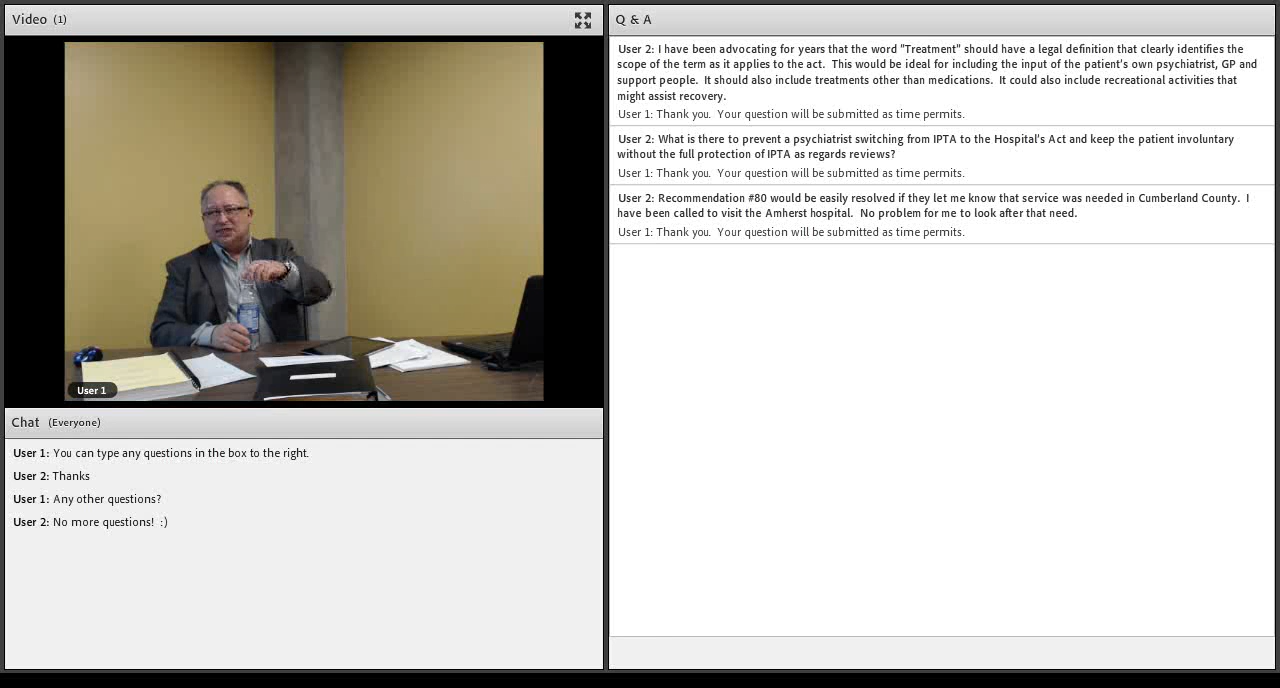 Video (1)
User 1
Chat (Everyone)
User 1: You can type any questions in the box to the right.
User 2: Thanks
User 1: Any other questions?
User 2: No more questions! :)
Q & A
User 2: I have been advocating for years that the word "Treatment" should have a legal definition that clearly identifies the
scope of the term as it applies to the act. This would be ideal for including the input of the patient's own psychiatrist, GP and
support people. It should also include treatments other than medications. It could also include recreational activities that
might assist recovery.
User 1: Thank you. Your question will be submitted as time permits.
User 2: What is there to prevent a psychiatrist switching from IPTA to the Hospital's Act and keep the patient involuntary
without the full protection of IPTA as regards reviews?
User 1: Thank you. Your question will be submitted as time permits.
User 2: Recommendation #80 would be easily resolved if they let me know that service was needed in Cumberland County. I
have been called to visit the Amherst hospital. No problem for me to look after that need.
User 1: Thank you. Your question will be submitted as time permits.